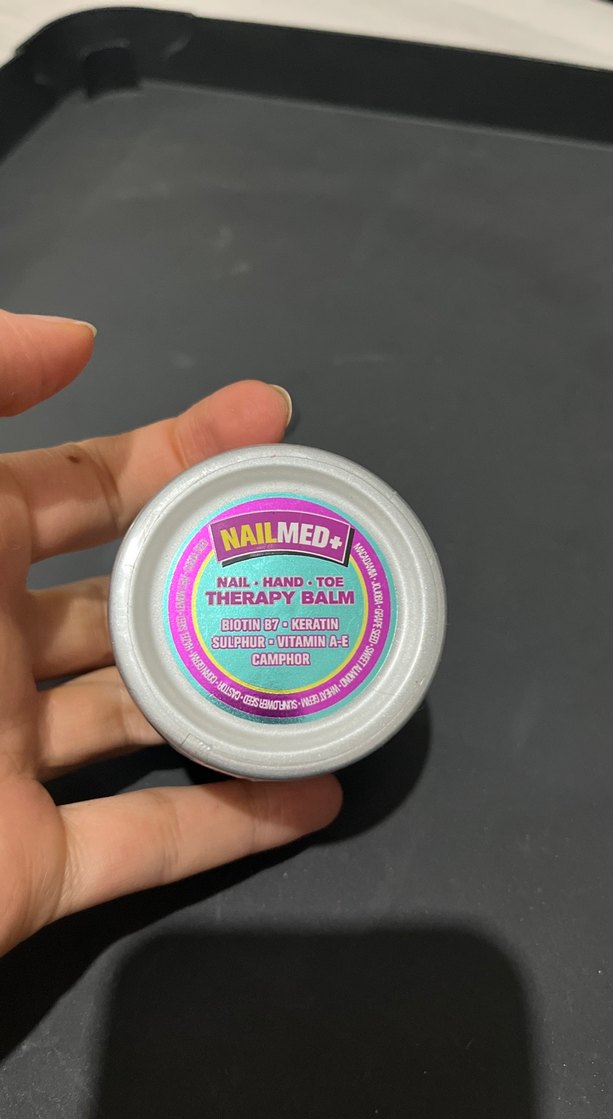 NAILMED+
NAIL • HAND • TOE
THERAPY BALM
BIOTIN B7 • KERATIN
SULPHUR • VITAMIN A-E
CAMPHOR
MACADAMIA • JOJOBA • GRAPE SEED • SWEET ALMOND • WHEAT GERM • SUNFLOWER SEED • CASTOR